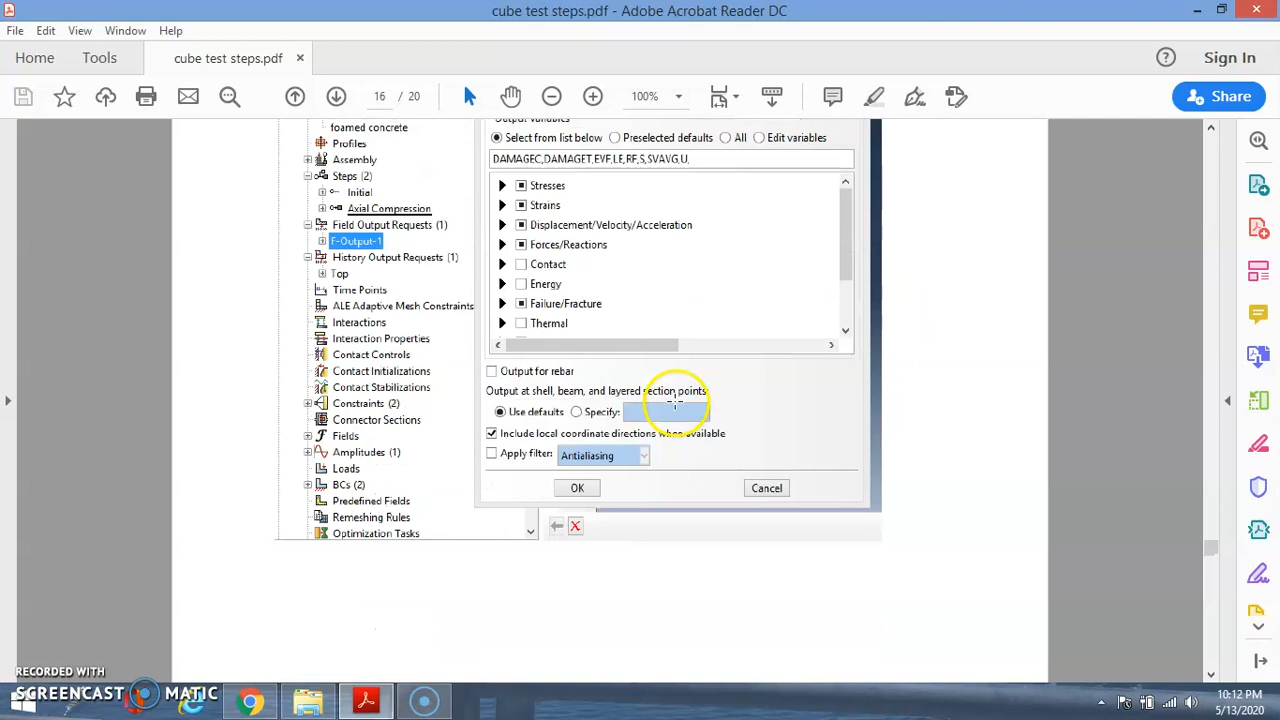 cube test steps.pdf - Adobe Acrobat Reader DC
File Edit View Window Help
Home Tools cube test steps.pdf × Sign In
16 / 20 100% Share
foamed concrete
Profiles
Assembly
Steps (2)
Initial
Axial Compression
Field Output Requests (1)
F-Output-1
History Output Requests (1)
Top
Time Points
ALE Adaptive Mesh Constraints
Interactions
Interaction Properties
Contact Controls
Contact Initializations
Contact Stabilizations
Constraints (2)
Connector Sections
Fields
Amplitudes (1)
Loads
BCs (2)
Predefined Fields
Remeshing Rules
Optimization Tasks
Output Variables
Select from list below Preselected defaults All Edit variables
DAMAGEC,DAMAGET,EVF,LE,RF,S,SVAVG,U,
Stresses
Strains
Displacement/Velocity/Acceleration
Forces/Reactions
Contact
Energy
Failure/Fracture
Thermal
Output for rebar
Output at shell, beam, and layered section points:
Use defaults Specify:
Include local coordinate directions when available
Apply filter: Antialiasing
OK Cancel
RECORDED WITH
SCREENCAST MATIC
10:12 PM
5/13/2020